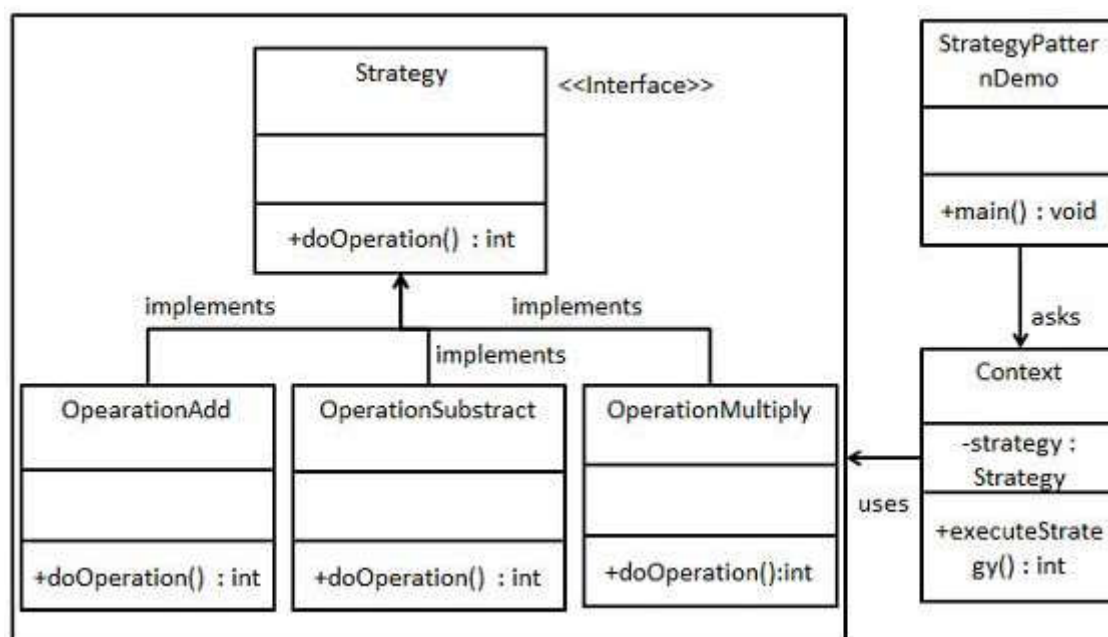 Strategy
<<Interface>>
+doOperation() : int
implements
implements
implements
OpearationAdd
+doOperation() : int
OperationSubstract
+doOperation() : int
OperationMultiply
+doOperation():int
StrategyPatter
nDemo
+main() : void
asks
Context
-strategy :
Strategy
+executeStrate
gy() : int
uses